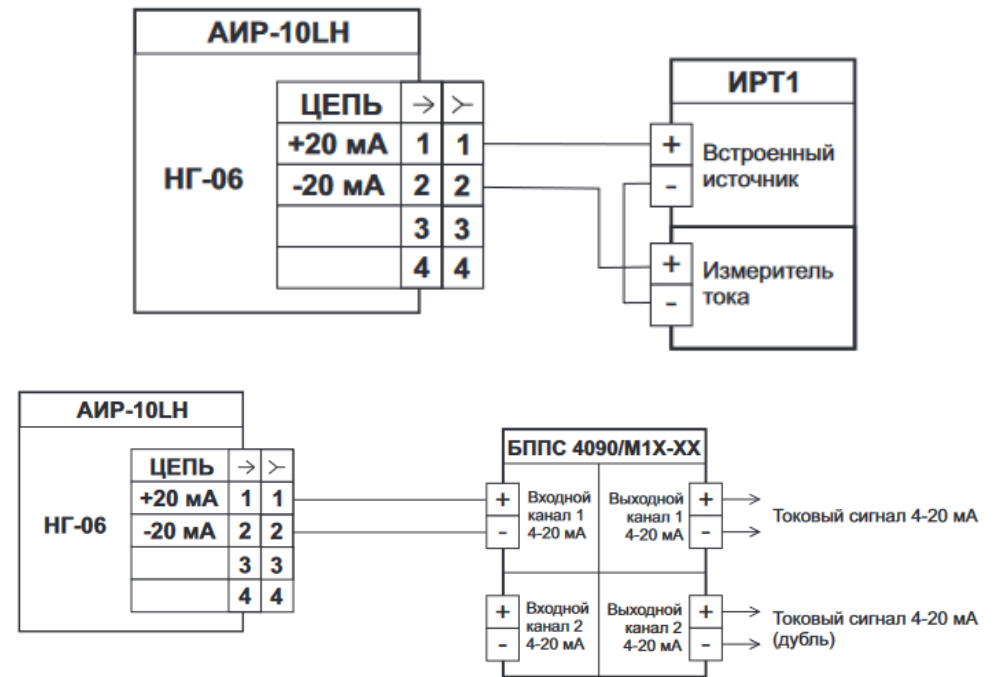 АИР-10LH
НГ-06
ЦЕПЬ → ≻
+20 мА 1 1
-20 мА 2 2
3 3
4 4
ИРТ1
+ Встроенный
- источник
+ Измеритель
- тока
АИР-10LH
НГ-06
ЦЕПЬ → ≻
+20 мА 1 1
-20 мА 2 2
3 3
4 4
БППС 4090/М1Х-ХХ
+ Входной
канал 1
- 4-20 мА
Выходной +
канал 1
4-20 мА -
Токовый сигнал 4-20 мА
+ Входной
канал 2
- 4-20 мА
Выходной +
канал 2
4-20 мА -
Токовый сигнал 4-20 мА
(дубль)